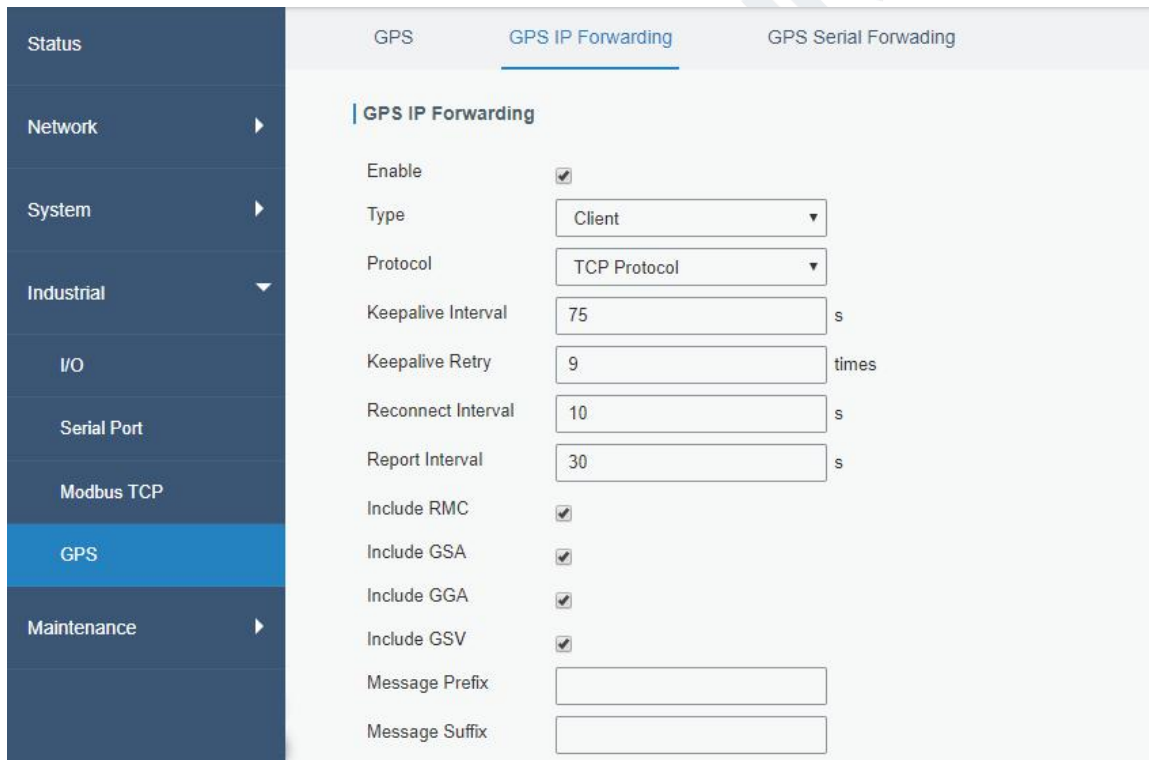 Status
Network
System
Industrial
I/O
Serial Port
Modbus TCP
GPS
Maintenance
GPS GPS IP Forwarding GPS Serial Forwading
GPS IP Forwarding
Enable
Type Client
Protocol TCP Protocol
Keepalive Interval 75 s
Keepalive Retry 9 times
Reconnect Interval 10 s
Report Interval 30 s
Include RMC
Include GSA
Include GGA
Include GSV
Message Prefix
Message Suffix